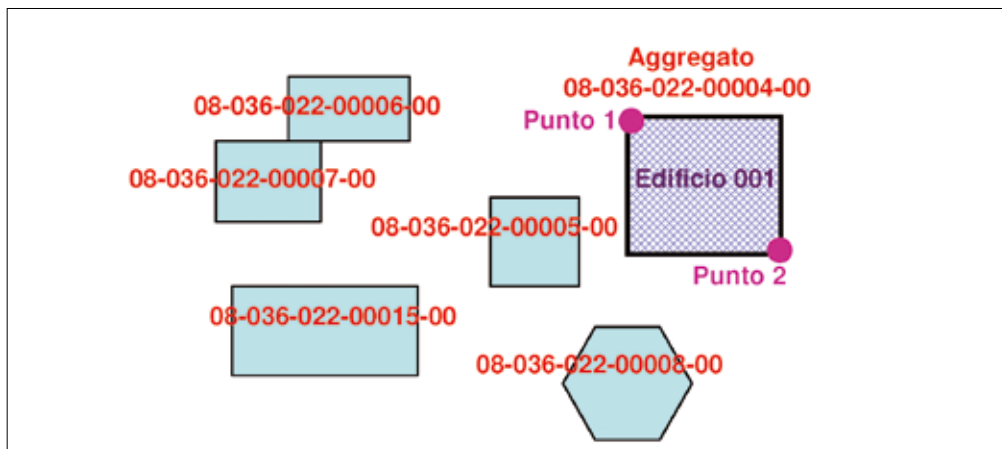 Aggregato
08-036-022-00004-00
08-036-022-00006-00
Punto 1
08-036-022-00007-00
Edificio 001
08-036-022-00005-00
Punto 2
08-036-022-00015-00
08-036-022-00008-00